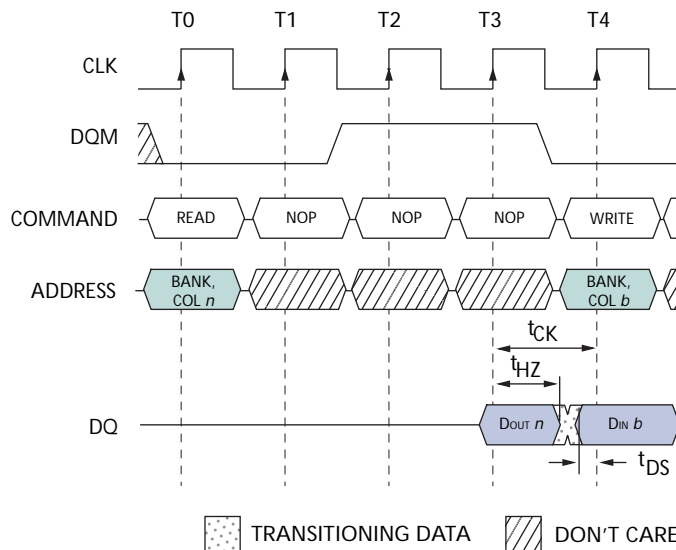 T0 T1 T2 T3 T4
CLK
DQM
COMMAND READ NOP NOP NOP WRITE
ADDRESS BANK, COL n BANK, COL b
tCK
tHZ
DQ DOUT n DIN b
tDS
TRANSITIONING DATA DON'T CARE